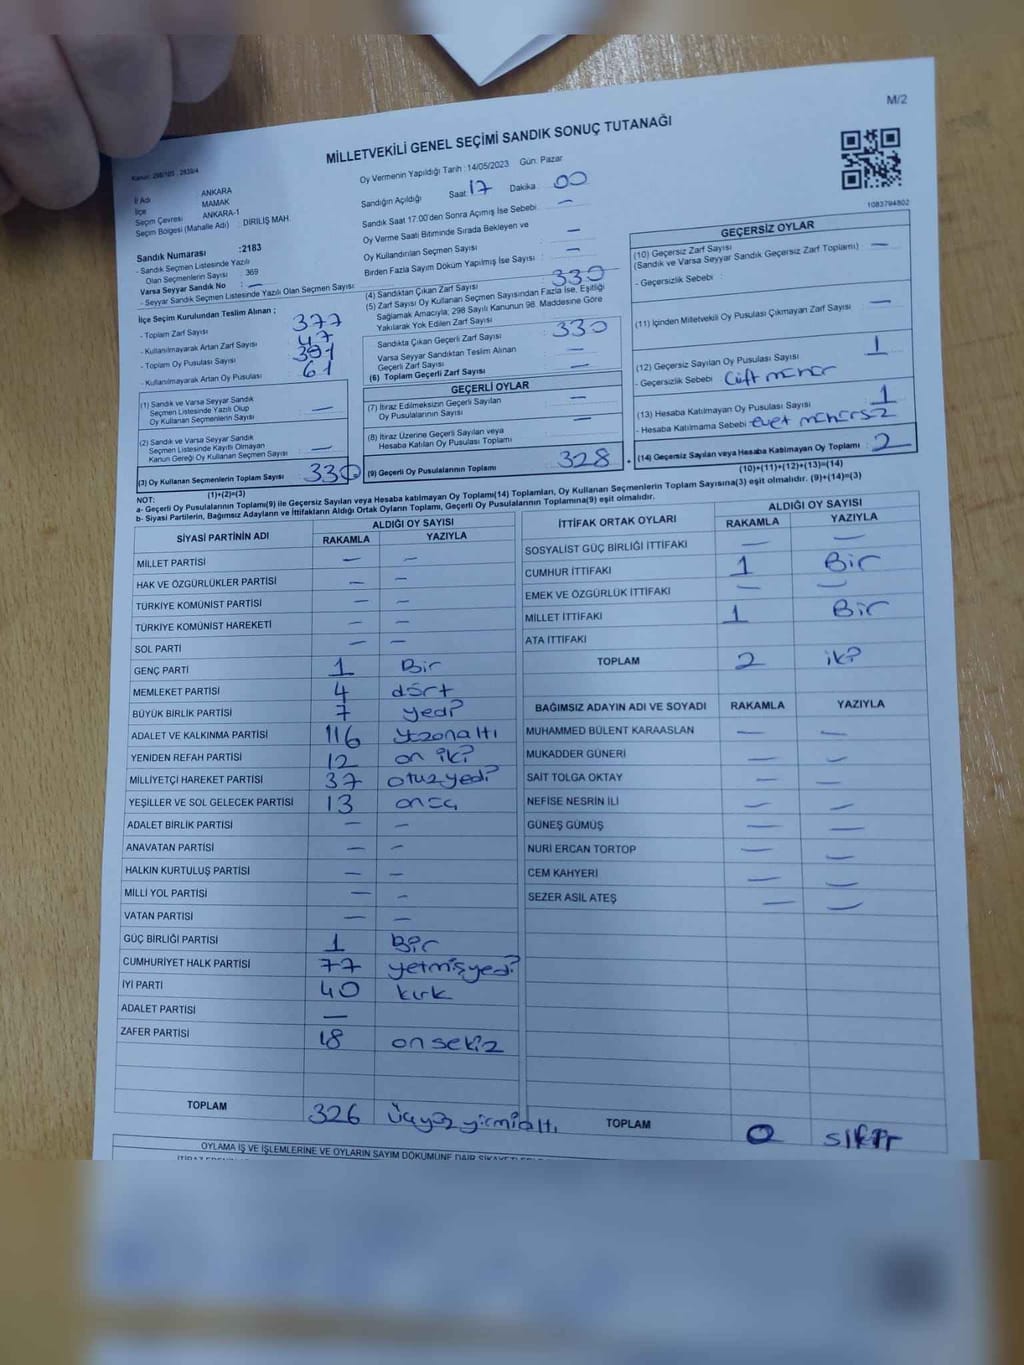 M/2
MİLLETVEKİLİ GENEL SEÇİMİ SANDIK SONUÇ TUTANAĞI
Oy Vermenin Yapıldığı Tarih : 14/05/2023 Gün: Pazar
İl Adı ANKARA
İlçe MAMAK
Seçim Çevresi ANKARA-1
Seçim Bölgesi (Mahalle Adı) : DİRİLİŞ MAH.
Sandığın Açıldığı Saat 17 Dakika : 00
Sandık Saat 17:00'den Sonra Açılmış İse Sebebi —
Oy Verme Saati Bitiminde Sırada Bekleyen ve
Oy Kullandırılan Seçmen Sayısı —
Birden Fazla Sayım Döküm Yapılmış İse Sayısı : —
1083794802
Sandık Numarası :2183
- Sandık Seçmen Listesinde Yazılı
Olan Seçmenlerin Sayısı : 369
Varsa Seyyar Sandık No : —
- Seyyar Sandık Seçmen Listesinde Yazılı Olan Seçmen Sayısı:
İlçe Seçim Kurulundan Teslim Alınan ;
- Toplam Zarf Sayısı 377
- Kullanılmayarak Artan Zarf Sayısı 47
- Toplam Oy Pusulası Sayısı 391
- Kullanılmayarak Artan Oy Pusulası 61
(1) Sandık ve Varsa Seyyar Sandık
Seçmen Listesinde Yazılı Olup
Oy Kullanan Seçmenlerin Sayısı —
(2) Sandık ve Varsa Seyyar Sandık
Seçmen Listesinde Kayıtlı Olmayan
Kanun Gereği Oy Kullanan Seçmen Sayısı —
(3) Oy Kullanan Seçmenlerin Toplam Sayısı 330
(1)+(2)=(3)
(4) Sandıktan Çıkan Zarf Sayısı 330
(5) Zarf Sayısı Oy Kullanan Seçmen Sayısından Fazla İse, Eşitliği
Sağlamak Amacıyla; 298 Sayılı Kanunun 98. Maddesine Göre
Yakılarak Yok Edilen Zarf Sayısı :
Sandıkta Çıkan Geçerli Zarf Sayısı : 330
Varsa Seyyar Sandıktan Teslim Alınan
Geçerli Zarf Sayısı : —
(6) Toplam Geçerli Zarf Sayısı : —
GEÇERLİ OYLAR
(7) İtiraz Edilmeksizin Geçerli Sayılan
Oy Pusulalarının Sayısı : —
(8) İtiraz Üzerine Geçerli Sayılan veya
Hesaba Katılan Oy Pusulası Toplamı : —
(9) Geçerli Oy Pusulalarının Toplamı : 328
GEÇERSİZ OYLAR
(10) Geçersiz Zarf Sayısı
(Sandık ve Varsa Seyyar Sandık Geçersiz Zarf Toplamı) —
- Geçersizlik Sebebi :
(11) İçinden Milletvekili Oy Pusulası Çıkmayan Zarf Sayısı —
(12) Geçersiz Sayılan Oy Pusulası Sayısı 1
- Geçersizlik Sebebi : Çift mühür
(13) Hesaba Katılmayan Oy Pusulası Sayısı 1
- Hesaba Katılmama Sebebi
(14) Geçersiz Sayılan veya Hesaba Katılmayan Oy Toplamı : 2
(10)+(11)+(12)+(13)=(14)
NOT:
a- Geçerli Oy Pusulalarının Toplamı(9) ile Geçersiz Sayılan veya Hesaba katılmayan Oy Toplamı(14) Toplamları, Oy Kullanan Seçmenlerin Toplam Sayısına(3) eşit olmalıdır. (9)+(14)=(3)
b- Siyasi Partilerin, Bağımsız Adayların ve İttifakların Aldığı Ortak Oyların Toplamı, Geçerli Oy Pusulalarının Toplamına(9) eşit olmalıdır.
SİYASİ PARTİNİN ADI ALDIĞI OY SAYISI
RAKAMLA YAZIYLA
MİLLET PARTİSİ — —
HAK VE ÖZGÜRLÜKLER PARTİSİ — —
TÜRKİYE KOMÜNİST PARTİSİ — —
TÜRKİYE KOMÜNİST HAREKETİ — —
SOL PARTİ — —
GENÇ PARTİ 1 Bir
MEMLEKET PARTİSİ 4 dört
BÜYÜK BİRLİK PARTİSİ 7 yedi
ADALET VE KALKINMA PARTİSİ 116 yüzonaltı
YENİDEN REFAH PARTİSİ 12 on iki
MİLLİYETÇİ HAREKET PARTİSİ 37 otuzyedi
YEŞİLLER VE SOL GELECEK PARTİSİ 13 onüç
ADALET BİRLİK PARTİSİ — —
ANAVATAN PARTİSİ — —
HALKIN KURTULUŞ PARTİSİ — —
MİLLİ YOL PARTİSİ — —
VATAN PARTİSİ — —
GÜÇ BİRLİĞİ PARTİSİ 1 Bir
CUMHURİYET HALK PARTİSİ 77 yetmişyedi
İYİ PARTİ 40 kırk
ADALET PARTİSİ —
ZAFER PARTİSİ 18 onsekiz
TOPLAM 326 Üçyüzyirmialtı
İTTİFAK ORTAK OYLARI ALDIĞI OY SAYISI
RAKAMLA YAZIYLA
SOSYALİST GÜÇ BİRLİĞİ İTTİFAKI — —
CUMHUR İTTİFAKI 1 Bir
EMEK VE ÖZGÜRLÜK İTTİFAKI — —
MİLLET İTTİFAKI 1 Bir
ATA İTTİFAKI
TOPLAM 2 iki
BAĞIMSIZ ADAYIN ADI VE SOYADI RAKAMLA YAZIYLA
MUHAMMED BÜLENT KARAASLAN — —
MUKADDER GÜNERİ — —
SAİT TOLGA OKTAY — —
NEFİSE NESRİN İLİ — —
GÜNEŞ GÜMÜŞ — —
NURİ ERCAN TORTOP — —
CEM KAHYERİ — —
SEZER ASIL ATEŞ — —
TOPLAM 0 sıfır